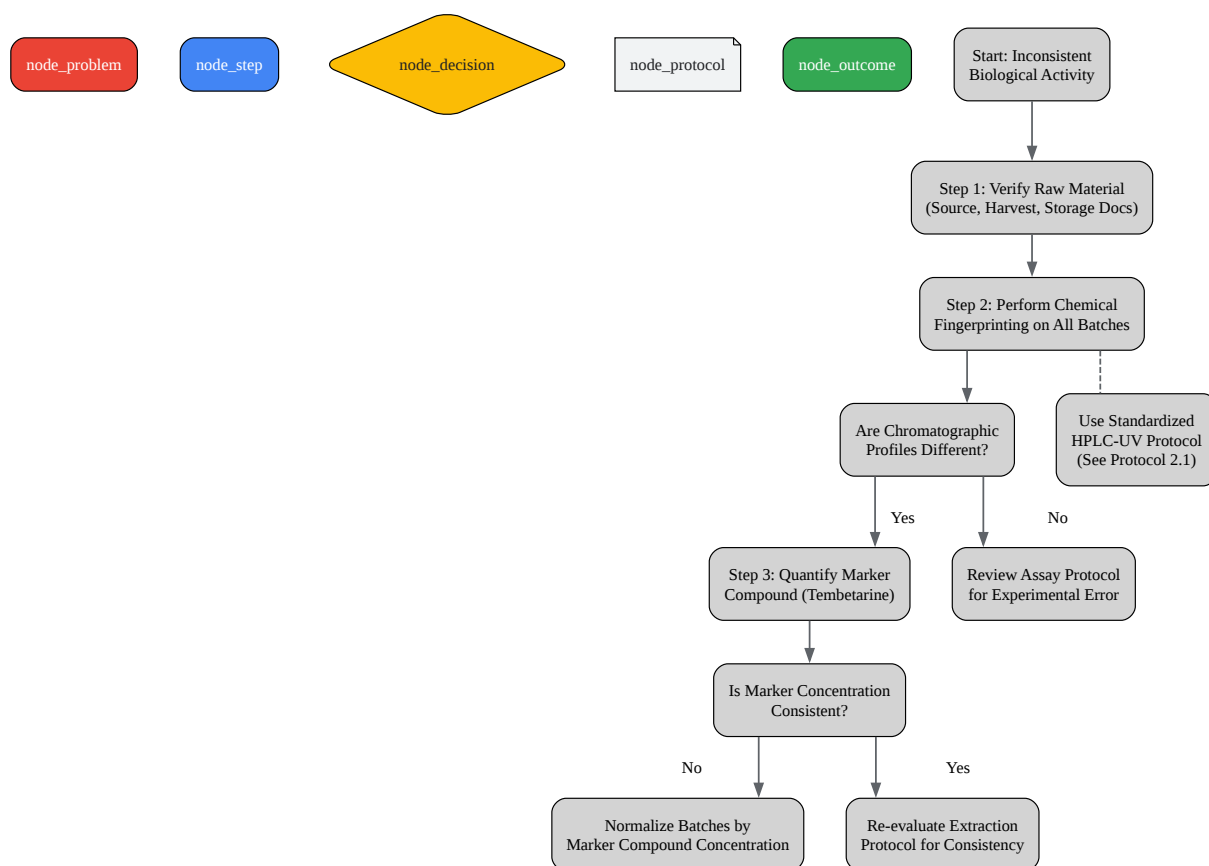 node_problem
node_step
node_decision
node_protocol
node_outcome
Start: Inconsistent
Biological Activity
Step 1: Verify Raw Material
(Source, Harvest, Storage Docs)
Step 2: Perform Chemical
Fingerprinting on All Batches
Are Chromatographic
Profiles Different?
Use Standardized
HPLC-UV Protocol
(See Protocol 2.1)
Yes
No
Step 3: Quantify Marker
Compound (Tembetarine)
Review Assay Protocol
for Experimental Error
Is Marker Concentration
Consistent?
No
Yes
Normalize Batches by
Marker Compound Concentration
Re-evaluate Extraction
Protocol for Consistency